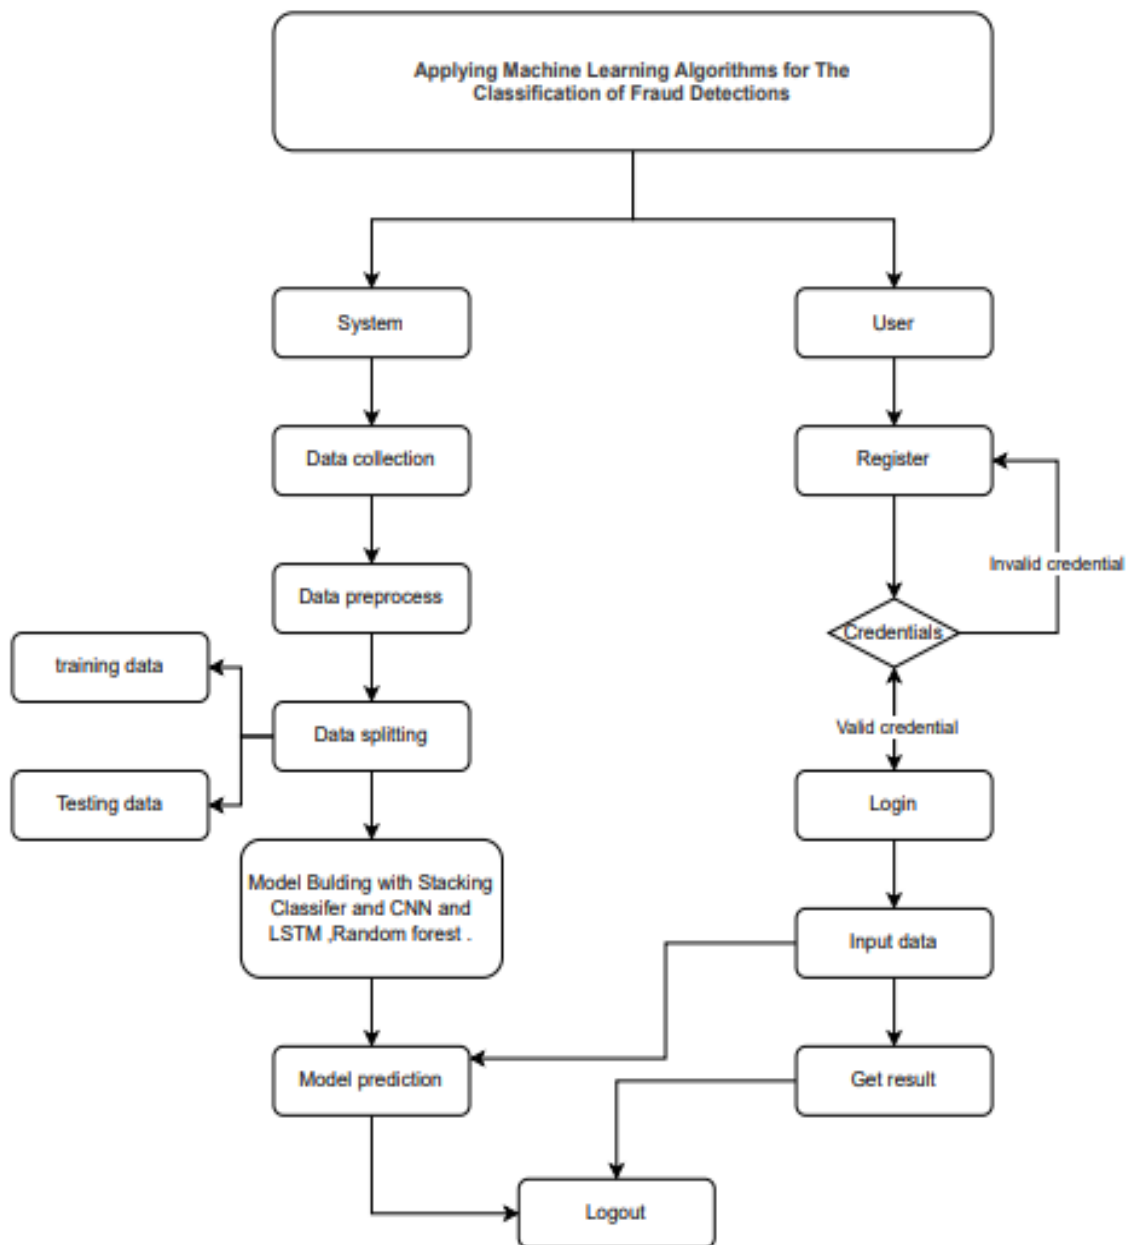 Applying Machine Learning Algorithms for The
Classification of Fraud Detections
System
User
Data collection
Register
Invalid credential
Data preprocess
Credentials
training data
Data splitting
Valid credential
Testing data
Login
Model Bulding with Stacking
Classifer and CNN and
LSTM ,Random forest .
Input data
Model prediction
Get result
Logout